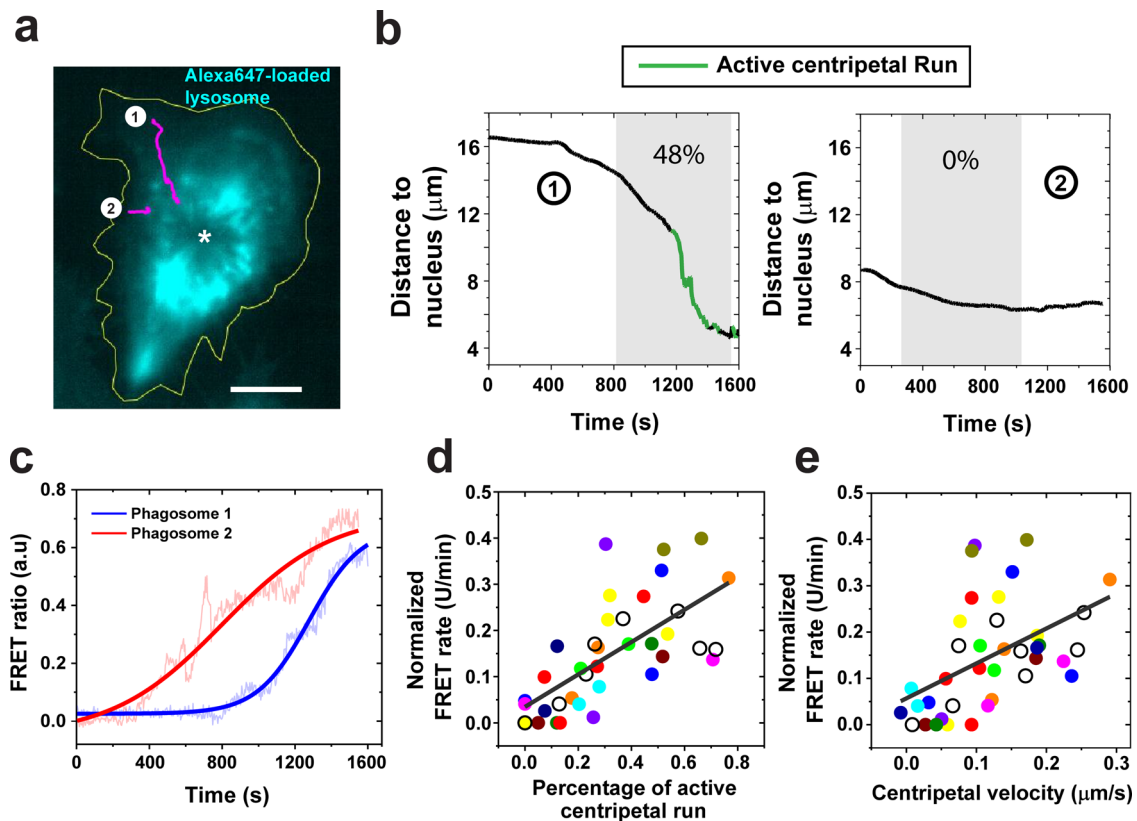 a
Alexa647-loaded
lysosome
1
2
*
b
Active centripetal Run
Distance to
nucleus (μm)
16
12
8
4
48%
1
0
400
800
1200
1600
Time (s)
Distance to
nucleus (μm)
16
12
8
4
0%
2
0
400
800
1200
1600
Time (s)
c
FRET ratio (a.u)
0.8
0.6
0.4
0.2
0.0
Phagosome 1
Phagosome 2
0
400
800
1200
1600
Time (s)
d
Normalized
FRET rate (U/min)
0.5
0.4
0.3
0.2
0.1
0.0
0.0
0.2
0.4
0.6
0.8
Percentage of active
centripetal run
e
Normalized
FRET rate (U/min)
0.5
0.4
0.3
0.2
0.1
0.0
0.0
0.1
0.2
0.3
Centripetal velocity (μm/s)